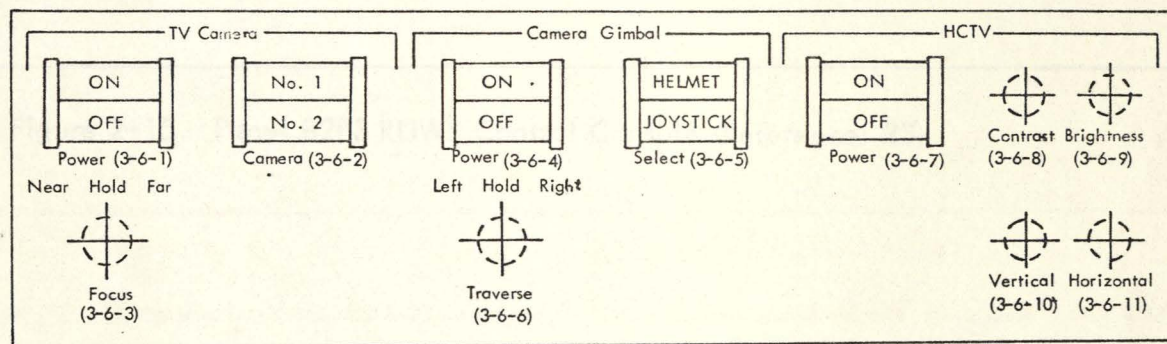 TV Camera
ON
OFF
Power (3-6-1)
No. 1
No. 2
Camera (3-6-2)
Near Hold Far
Focus
(3-6-3)
Camera Gimbal
ON
OFF
Power (3-6-4)
HELMET
JOYSTICK
Select (3-6-5)
Left Hold Right
Traverse
(3-6-6)
HCTV
ON
OFF
Power (3-6-7)
Contrast Brightness
(3-6-8) (3-6-9)
Vertical Horizontal
(3-6-10) (3-6-11)